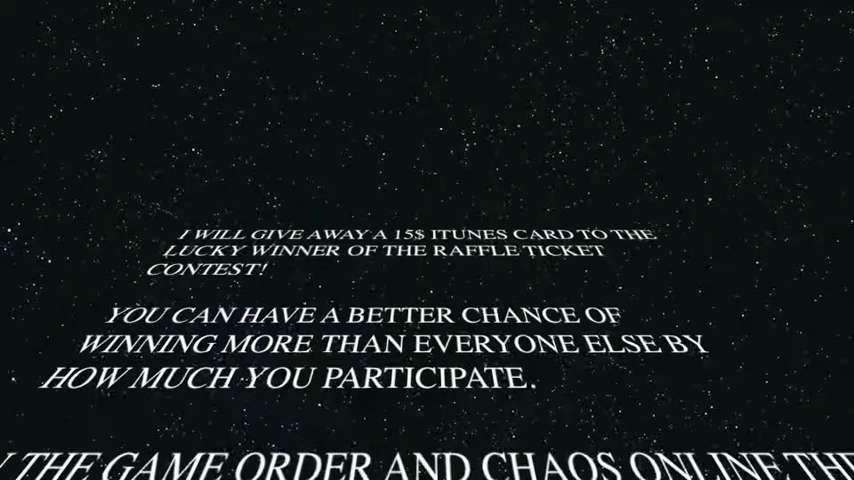 I WILL GIVE AWAY A 15$ ITUNES CARD TO THE
LUCKY WINNER OF THE RAFFLE TICKET
CONTEST!
YOU CAN HAVE A BETTER CHANCE OF
WINNING MORE THAN EVERYONE ELSE BY
HOW MUCH YOU PARTICIPATE.
THE GAME ORDER AND CHAOS ONLINE